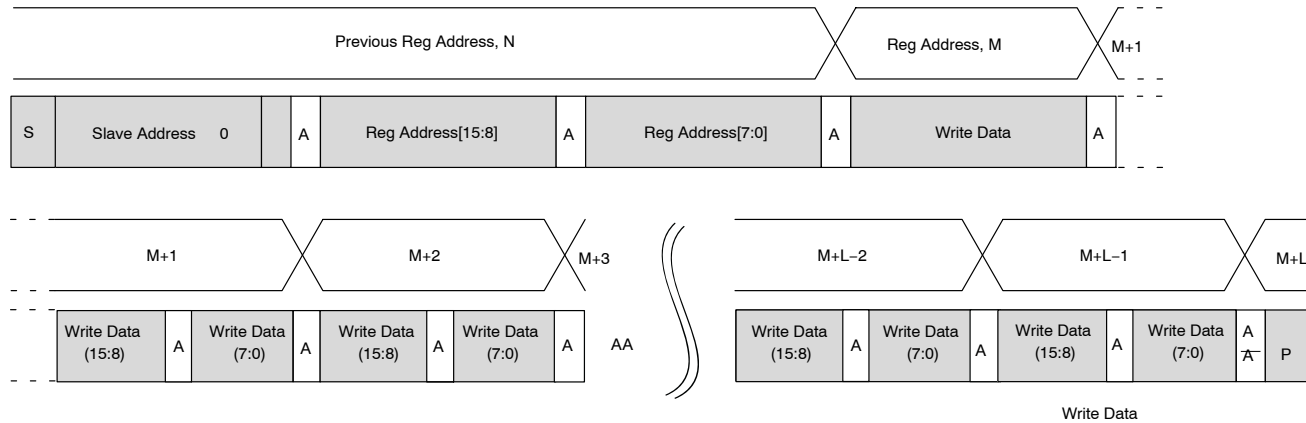 Previous Reg Address, N
Reg Address, M
M+1
S
Slave Address 0
A
Reg Address[15:8]
A
Reg Address[7:0]
A
Write Data
A
M+1
M+2
M+3
M+L−2
M+L−1
M+L
Write Data
(15:8)
A
Write Data
(7:0)
A
Write Data
(15:8)
A
Write Data
(7:0)
A
AA
Write Data
(15:8)
A
Write Data
(7:0)
A
Write Data
(15:8)
A
Write Data
(7:0)
A
A
P
Write Data